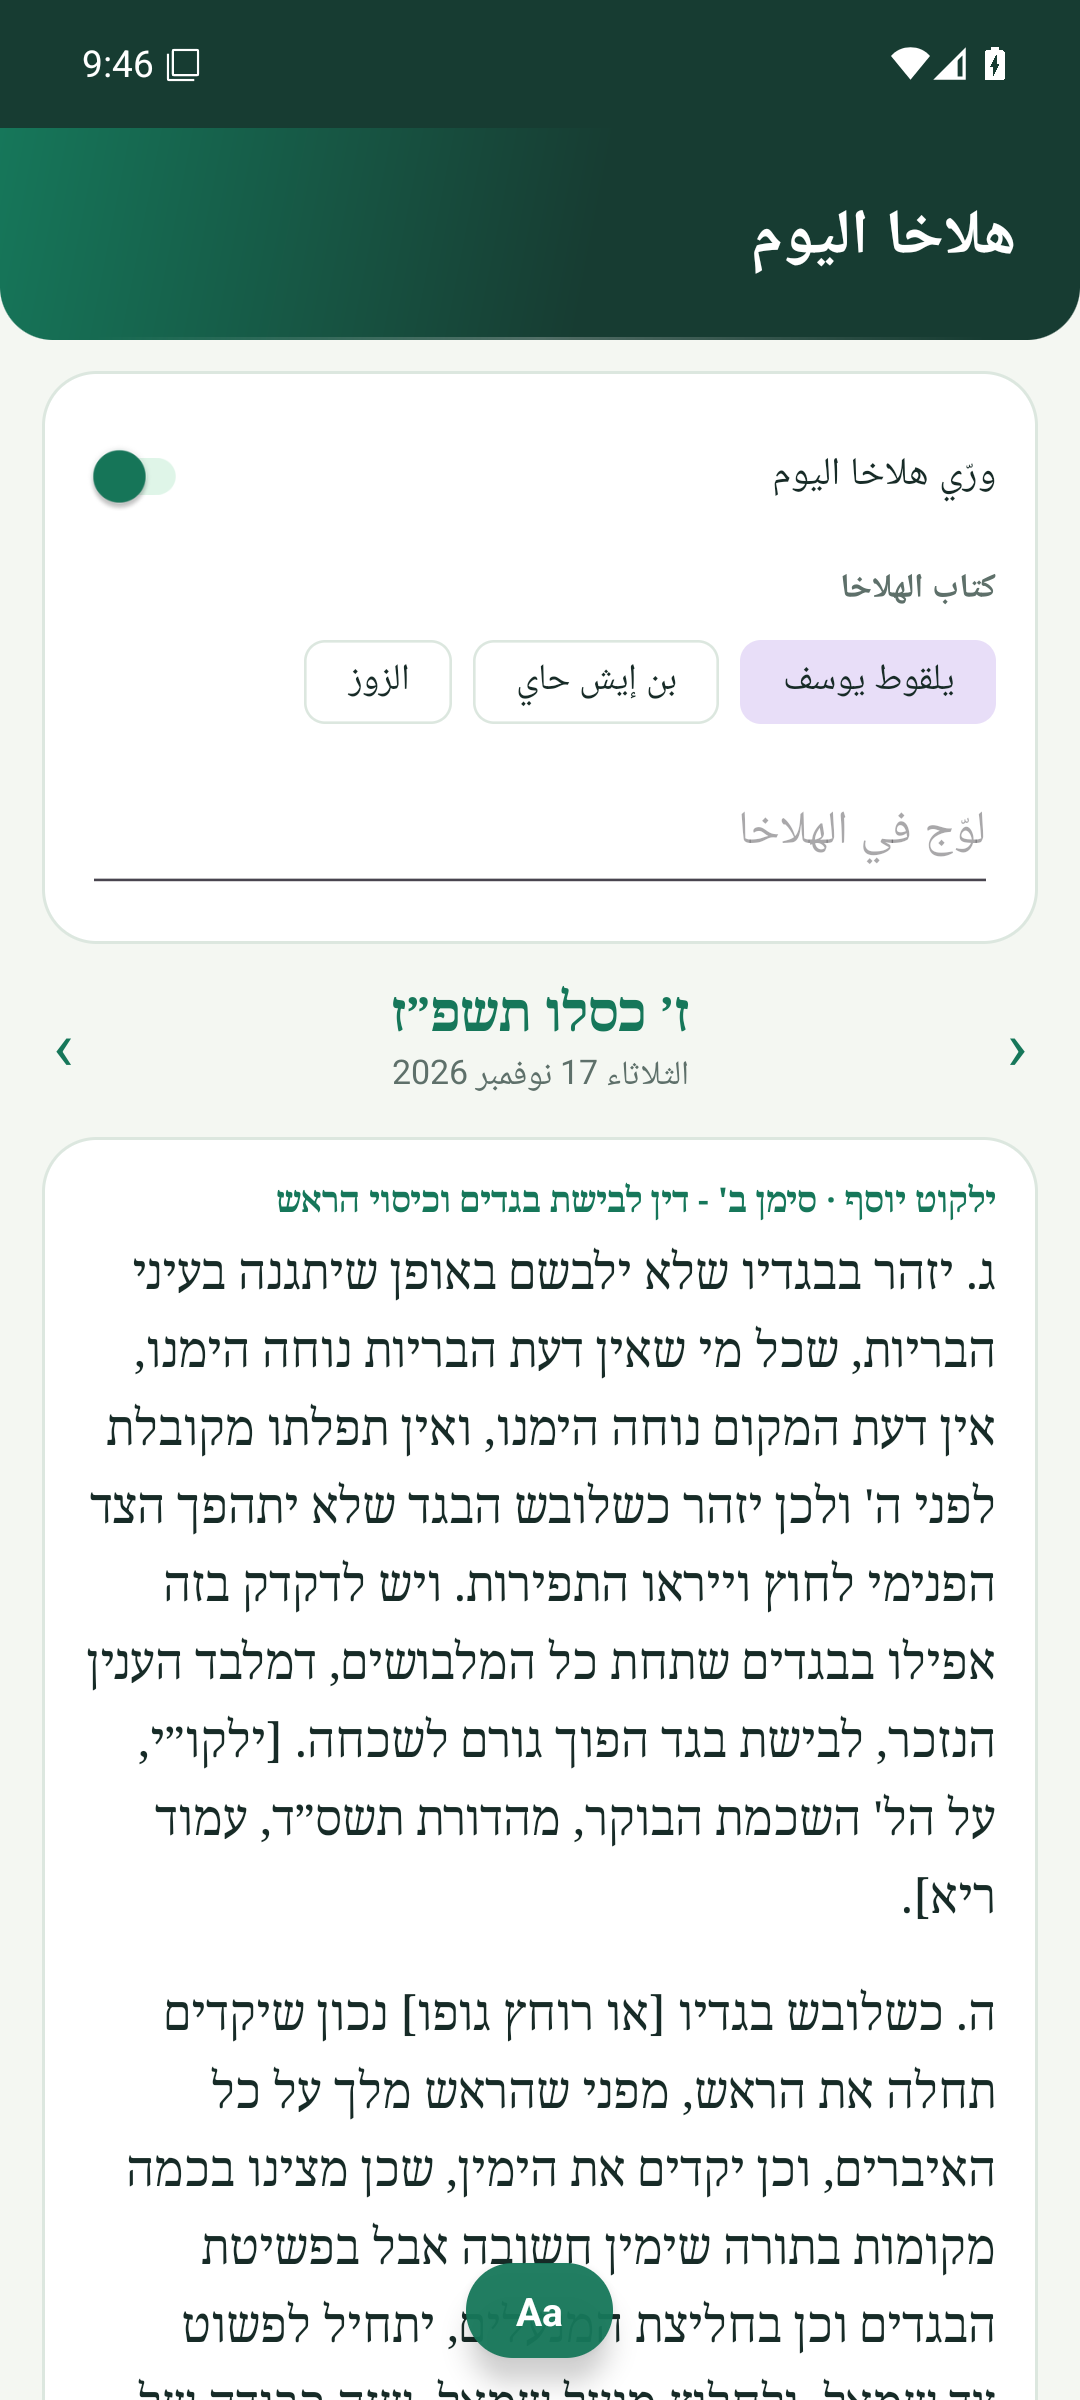 9:46
هلاخا اليوم
ورّي هلاخا اليوم
كتاب الهلاخا
يلقوط يوسف
بن إيش حاي
الزوز
لوّج في الهلاخا
ז׳ כסלו תשפ״ז
الثلاثاء 17 نوفمبر 2026
ילקוט יוסף · סימן ב' - דין לבישת בגדים וכיסוי הראש
ג. יזהר בבגדיו שלא ילבשם באופן שיתגנה בעיני
הבריות, שכל מי שאין דעת הבריות נוחה הימנו,
אין דעת המקום נוחה הימנו, ואין תפלתו מקובלת
לפני ה' ולכן יזהר כשלובש הבגד שלא יתהפך הצד
הפנימי לחוץ וייראו התפירות. ויש לדקדק בזה
אפילו בבגדים שתחת כל המלבושים, דמלבד הענין
הנזכר, לבישת בגד הפוך גורם לשכחה. [ילקו״י,
על הל' השכמת הבוקר, מהדורת תשס״ד, עמוד
ריא].
ה. כשלובש בגדיו [או רוחץ גופו] נכון שיקדים
תחלה את הראש, מפני שהראש מלך על כל
האיברים, וכן יקדים את הימין, שכן מצינו בכמה
מקומות בתורה שימין חשובה אבל בפשיטת
הבגדים וכן בחליצת המנעלים, יתחיל לפשוט
Aa